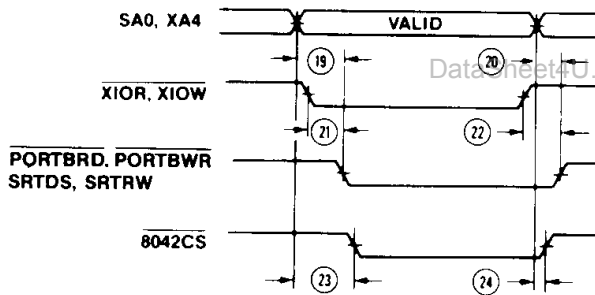 SA0, XA4
VALID
19
20
DataSheet4U.
XIOR, XIOW
21
22
PORTBRD. PORTBWR
SRTDS, SRTRW
8042CS
23
24